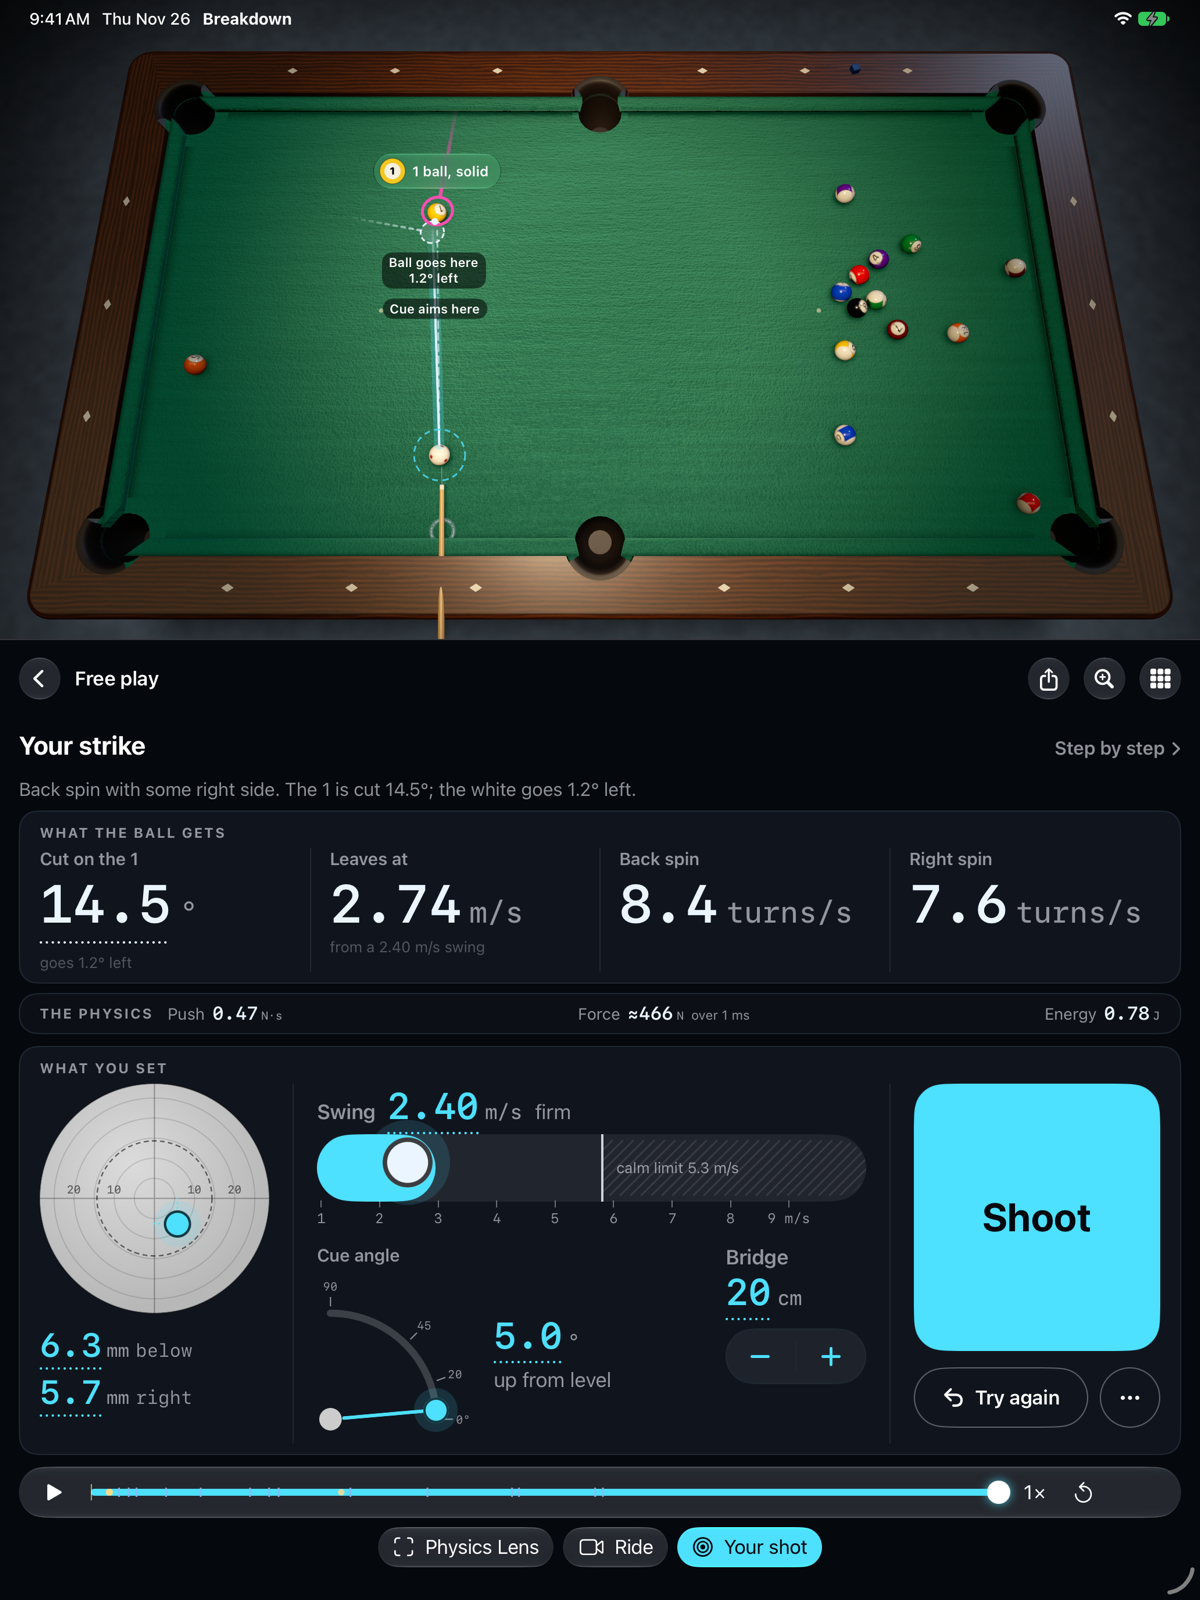 9:41 AM Thu Nov 26 Breakdown
1 1 ball, solid
Ball goes here
1.2° left
Cue aims here
Free play
Your strike
Step by step
Back spin with some right side. The 1 is cut 14.5°; the white goes 1.2° left.
WHAT THE BALL GETS
Cut on the 1
14.5 °
goes 1.2° left
Leaves at
2.74 m/s
from a 2.40 m/s swing
Back spin
8.4 turns/s
Right spin
7.6 turns/s
THE PHYSICS Push 0.47 N·s Force ≈466 N over 1 ms Energy 0.78 J
WHAT YOU SET
20 10 10 20
6.3 mm below
5.7 mm right
Swing 2.40 m/s firm
calm limit 5.3 m/s
1 2 3 4 5 6 7 8 9 m/s
Cue angle
90
45
20
0°
5.0 °
up from level
Bridge
20 cm
− +
Shoot
Try again
1×
Physics Lens
Ride
Your shot